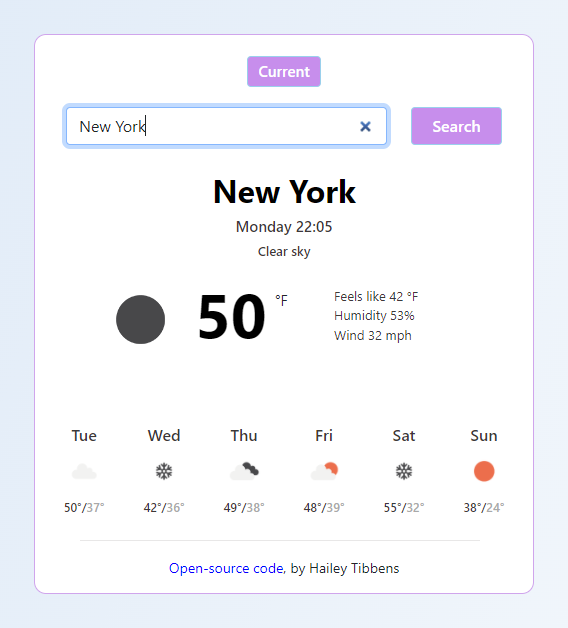 Current
New York
Search
New York
Monday 22:05
Clear sky
50 °F
Feels like 42 °F
Humidity 53%
Wind 32 mph
Tue Wed Thu Fri Sat Sun
50°/37° 42°/36° 49°/38° 48°/39° 55°/32° 38°/24°
Open-source code, by Hailey Tibbens